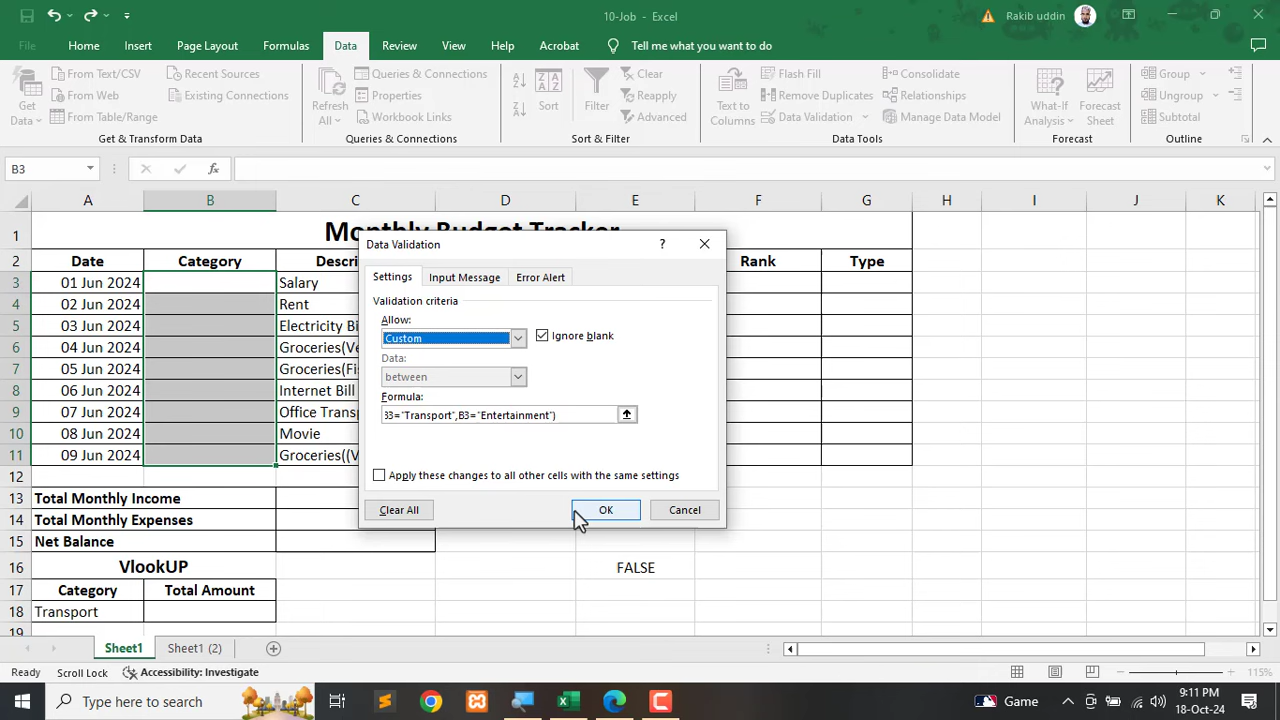 10-Job - Excel
Rakib uddin
File Home Insert Page Layout Formulas Data Review View Help Acrobat Tell me what you want to do
Get Data
From Text/CSV
From Web
From Table/Range
Recent Sources
Existing Connections
Get & Transform Data
Refresh All
Queries & Connections
Properties
Workbook Links
Queries & Connections
Sort
Filter
Clear
Reapply
Advanced
Sort & Filter
Text to Columns
Flash Fill
Remove Duplicates
Data Validation
Consolidate
Relationships
Manage Data Model
Data Tools
What-If Analysis
Forecast Sheet
Forecast
Group
Ungroup
Subtotal
Outline
B3
fx
A B C D E F G H I J K
1 Monthly Budget Tracker
2 Date Category Descri Rank Type
3 01 Jun 2024 Salary
4 02 Jun 2024 Rent
5 03 Jun 2024 Electricity Bi
6 04 Jun 2024 Groceries(Ve
7 05 Jun 2024 Groceries(Fi
8 06 Jun 2024 Internet Bill
9 07 Jun 2024 Office Transp
10 08 Jun 2024 Movie
11 09 Jun 2024 Groceries((V
12
13 Total Monthly Income
14 Total Monthly Expenses
15 Net Balance
16 VlookUP FALSE
17 Category Total Amount
18 Transport
19
Data Validation ?
Settings Input Message Error Alert
Validation criteria
Allow:
Custom Ignore blank
Data:
between
Formula:
B3="Transport",B3="Entertainment")
Apply these changes to all other cells with the same settings
Clear All OK Cancel
Sheet1 Sheet1 (2)
Ready Scroll Lock Accessibility: Investigate 115%
Type here to search
Game
9:11 PM
18-Oct-24